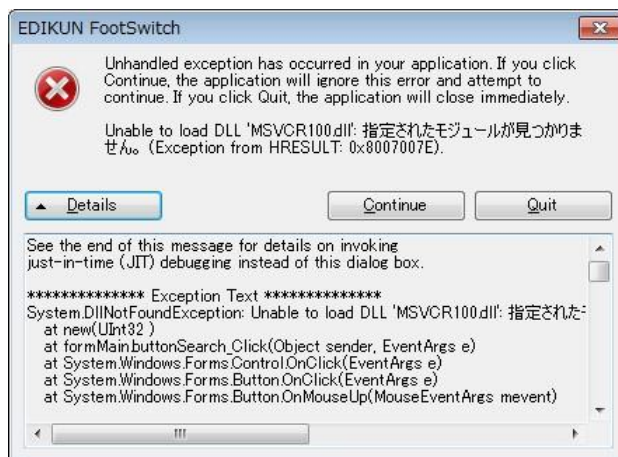 EDIKUN FootSwitch
Unhandled exception has occurred in your application. If you click
Continue, the application will ignore this error and attempt to
continue. If you click Quit, the application will close immediately.
Unable to load DLL 'MSVCR100.dll': 指定されたモジュールが見つかりま
せん。 (Exception from HRESULT: 0x8007007E).
Details
Continue
Quit
See the end of this message for details on invoking
just-in-time (JIT) debugging instead of this dialog box.
************** Exception Text **************
System.DllNotFoundException: Unable to load DLL 'MSVCR100.dll': 指定された
at new(UInt32 )
at formMain.buttonSearch_Click(Object sender, EventArgs e)
at System.Windows.Forms.Control.OnClick(EventArgs e)
at System.Windows.Forms.Button.OnClick(EventArgs e)
at System.Windows.Forms.Button.OnMouseUp(MouseEventArgs mevent)